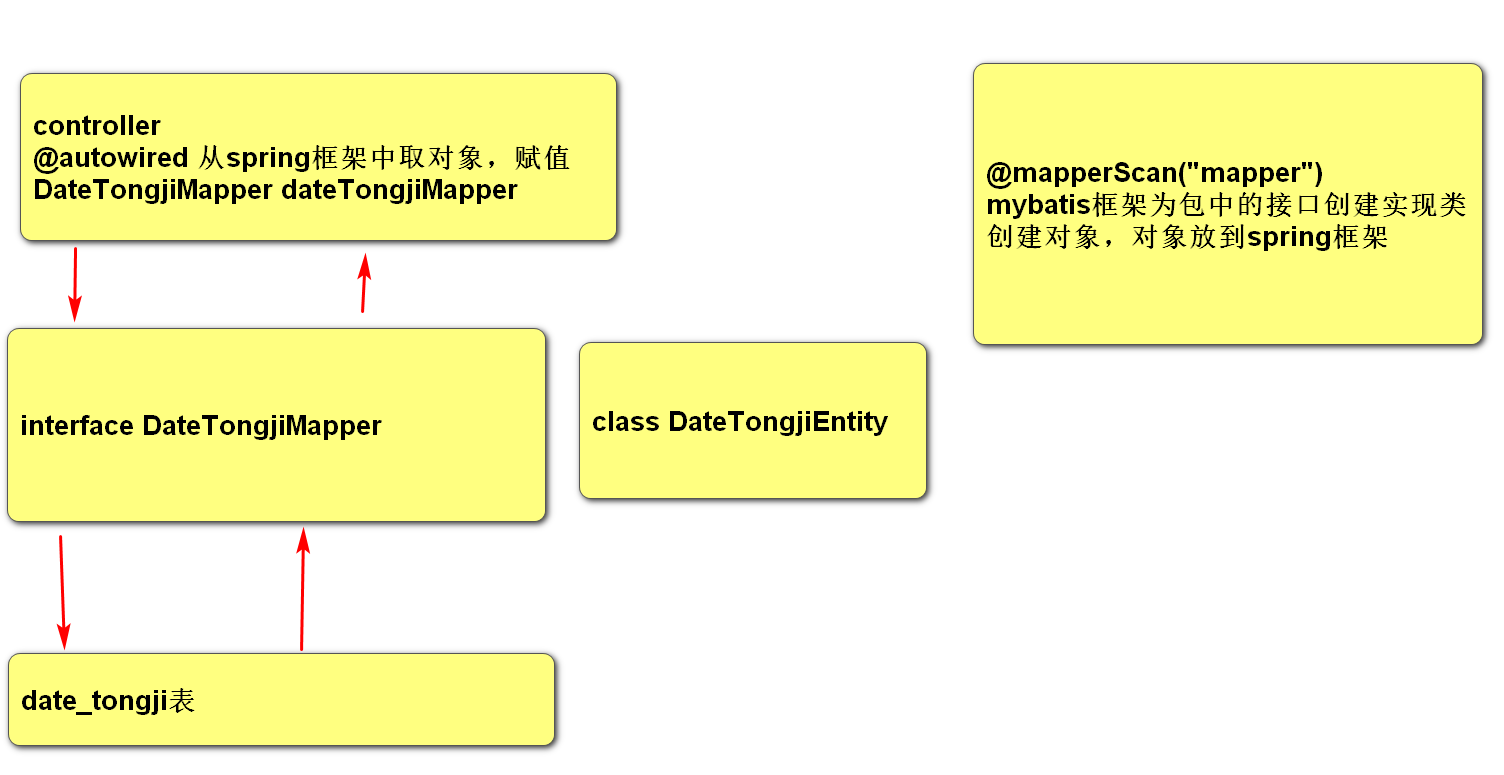 controller
@autowired 从spring框架中取对象，赋值
DateTongjiMapper dateTongjiMapper
@mapperScan("mapper")
mybatis框架为包中的接口创建实现类
创建对象，对象放到spring框架
interface DateTongjiMapper
class DateTongjiEntity
date_tongji表